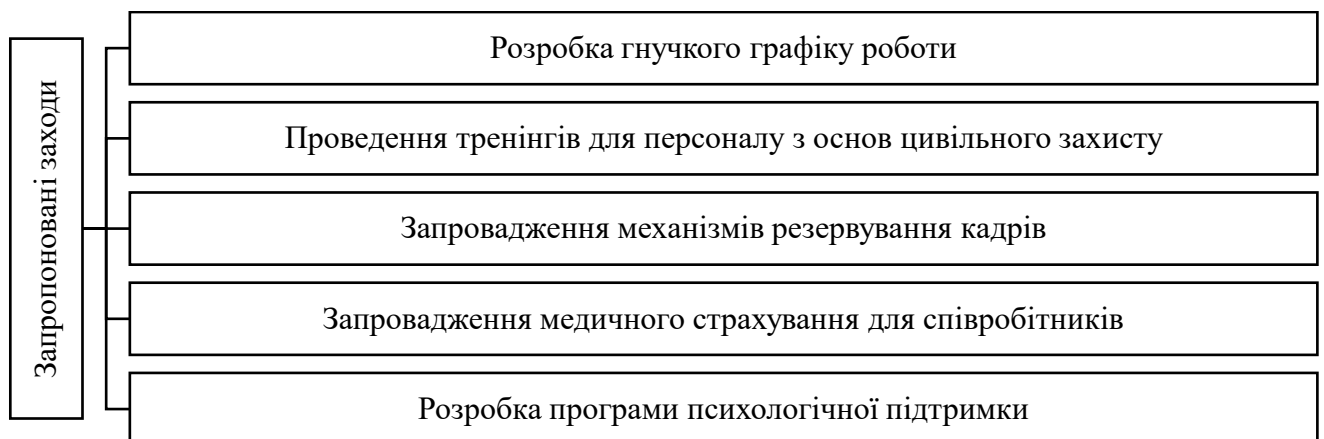 Запропоновані заходи
Розробка гнучкого графіку роботи
Проведення тренінгів для персоналу з основ цивільного захисту
Запровадження механізмів резервування кадрів
Запровадження медичного страхування для співробітників
Розробка програми психологічної підтримки